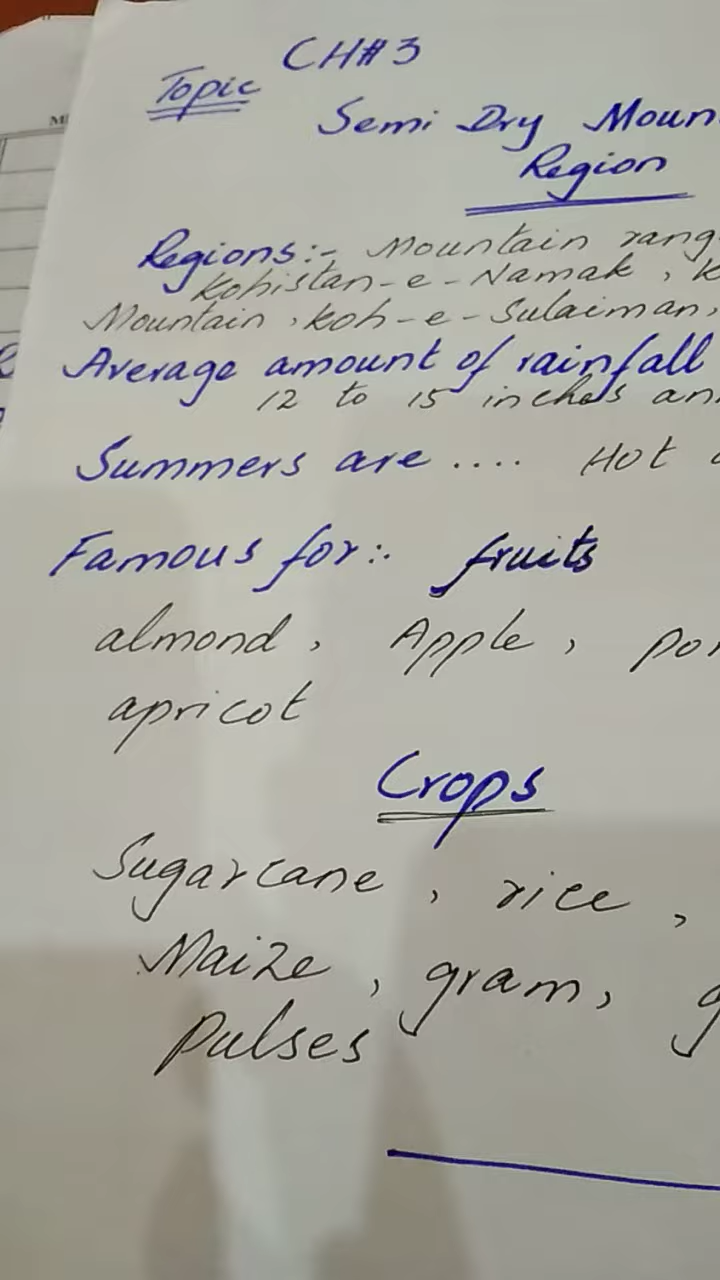 CH#3
Topic
Semi Dry Moun
Region
Regions:- Mountain rang
Kohistan-e-Namak, K
Mountain, koh-e-Sulaiman,
Average amount of rainfall
12 to 15 inches an
Summers are .... Hot
Famous for:- fruits
almond, Apple, po
apricot
Crops
Sugarcane, rice,
Maize, gram, g
Pulses